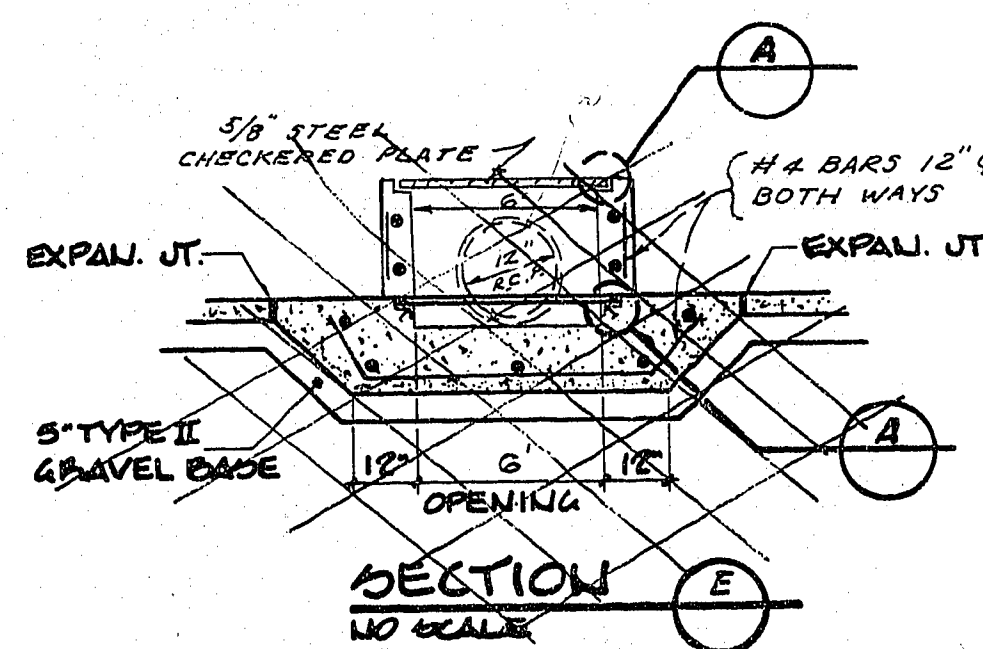 A
5/8" STEEL
CHECKERED PLATE
#4 BARS 12"
BOTH WAYS
6'
EXPAN. JT.
12"
R.C.P.
EXPAN. JT
5" TYPE II
GRAVEL BASE
A
12" 6' 12"
OPENING
SECTION
E
NO SCALE